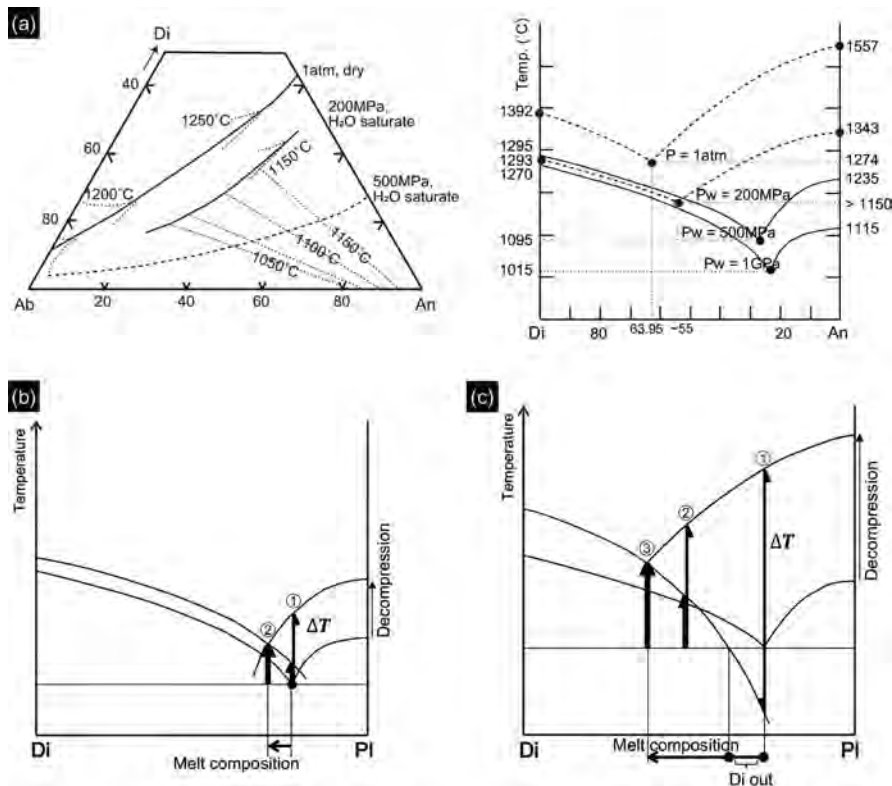 (a)
Di
40
60
80
Ab
20
40
60
80
An
1atm, dry
200MPa,
H₂O saturate
500MPa,
H₂O saturate
1250°C
1200°C
1150°C
1150°C
1100°C
1050°C
Temp. (°C)
1392
1295
1293
1270
1095
1015
1557
1343
1274
1235
> 1150
1115
P = 1atm
Pw = 200MPa
Pw = 500MPa
Pw = 1GPa
Di
80
63.95
~55
20
An
(b)
Temperature
①
②
ΔT
Decompression
Di
Pl
Melt composition
(c)
Temperature
①
②
③
ΔT
Decompression
Di
Pl
Melt composition
Di out